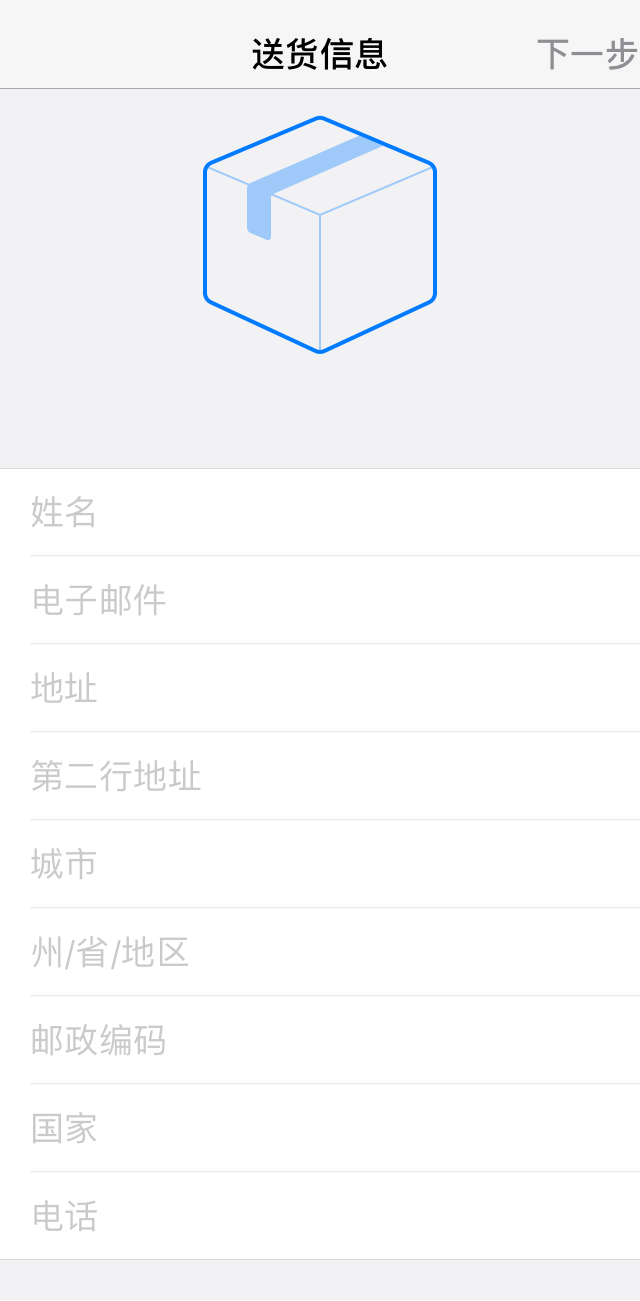 送货信息 下一步
姓名
电子邮件
地址
第二行地址
城市
州/省/地区
邮政编码
国家
电话